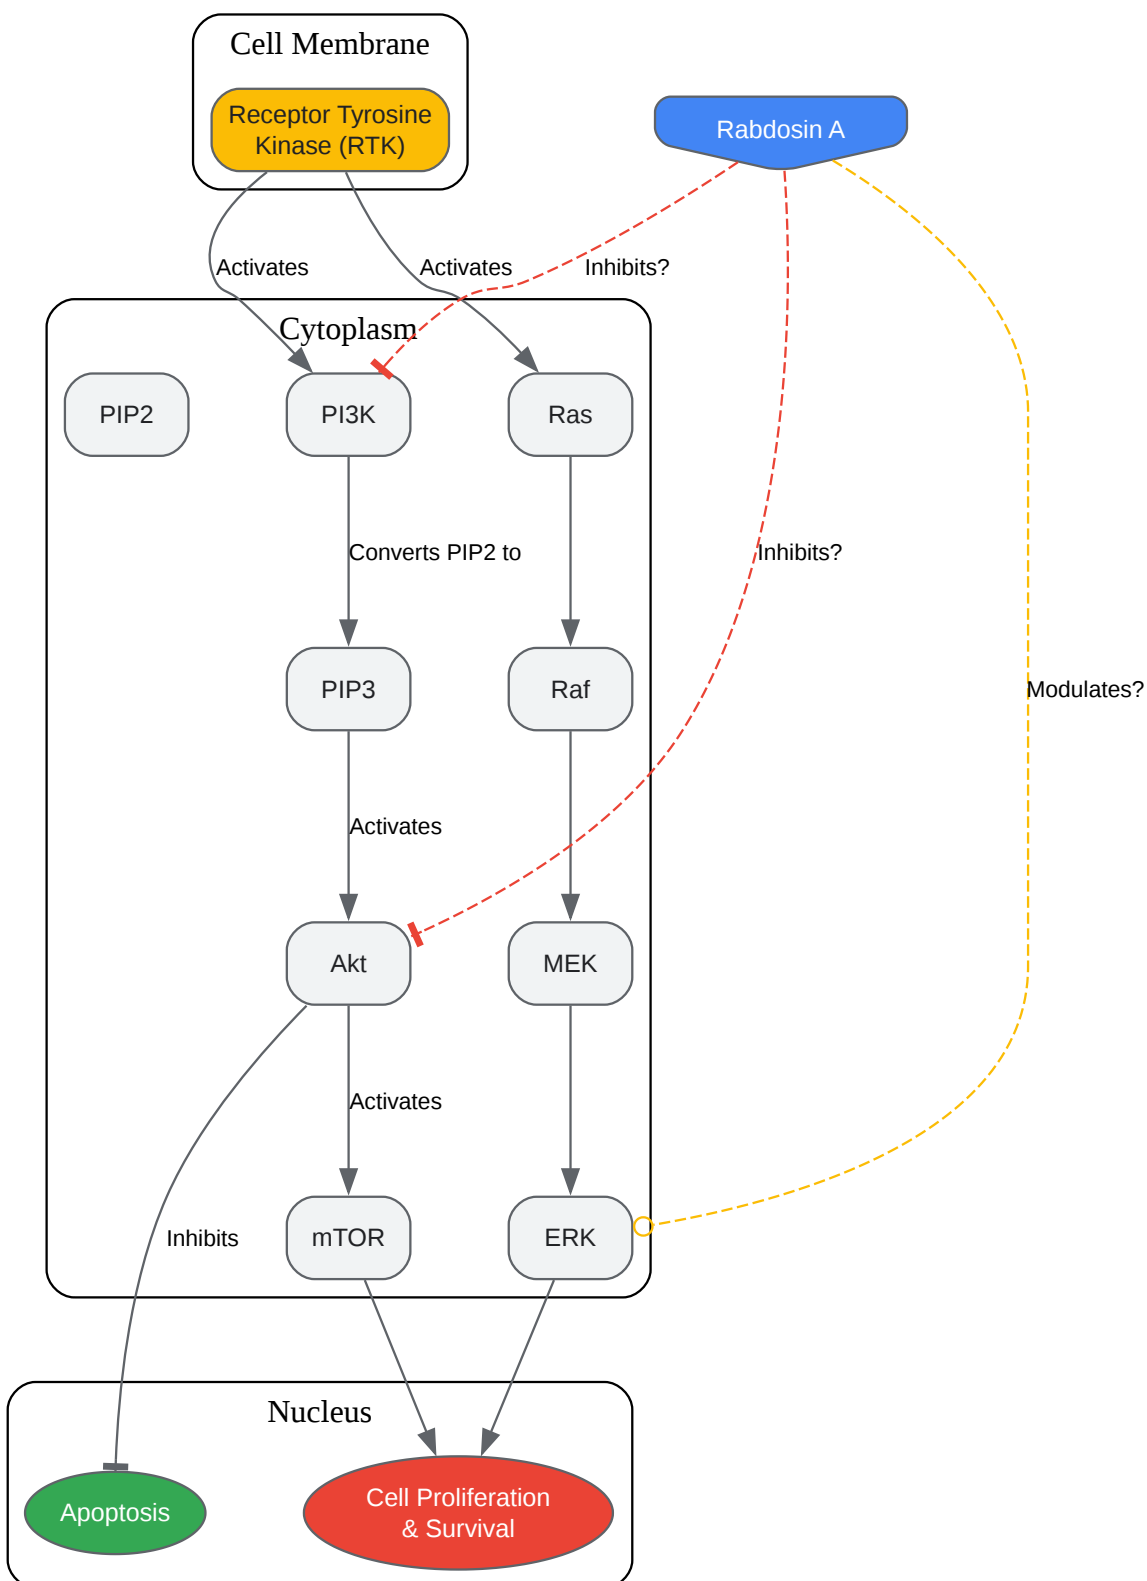 Cell Membrane
Receptor Tyrosine
Kinase (RTK)
Rabdosin A
Activates
Activates
Inhibits?
Cytoplasm
PIP2
PI3K
Ras
Converts PIP2 to
Inhibits?
PIP3
Raf
Modulates?
Activates
Akt
MEK
Activates
Inhibits
mTOR
ERK
Nucleus
Apoptosis
Cell Proliferation
& Survival